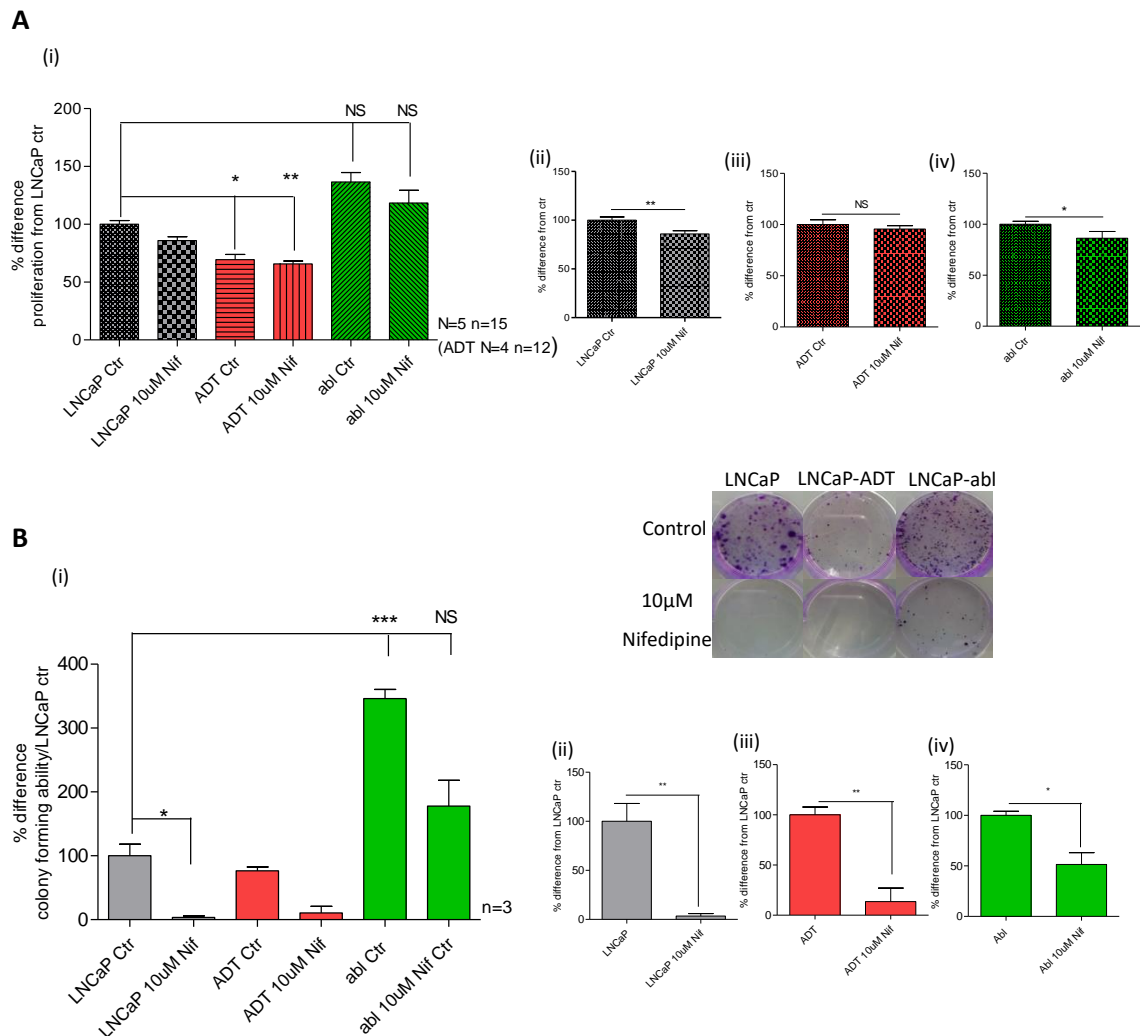 A
(i)
% difference
proliferation from LNCaP ctr
200
150
100
50
0
NS
NS
*
**
LNCaP Ctr
LNCaP 10uM Nif
ADT Ctr
ADT 10uM Nif
abl Ctr
abl 10uM Nif
N=5 n=15
(ADT N=4 n=12)
(ii)
% difference from ctr
150
100
50
0
**
LNCaP Ctr
LNCaP 10uM Nif
(iii)
% difference from ctr
150
100
50
0
NS
ADT Ctr
ADT 10uM Nif
(iv)
% difference from ctr
150
100
50
0
*
abl Ctr
abl 10uM Nif
LNCaP LNCaP-ADT LNCaP-abl
Control
10µM
Nifedipine
B
(i)
% difference
colony forming ability/LNCaP ctr
400
300
200
100
0
*
***
NS
LNCaP Ctr
LNCaP 10uM Nif
ADT Ctr
ADT 10uM Nif
abl Ctr
abl 10uM Nif Ctr
n=3
(ii)
% difference from LNCaP ctr
150
100
50
0
**
LNCaP
LNCaP 10uM Nif
(iii)
% difference from LNCaP ctr
150
100
50
0
**
ADT
ADT 10uM Nif
(iv)
% difference from LNCaP ctr
150
100
50
0
*
Abl
Abl 10uM Nif